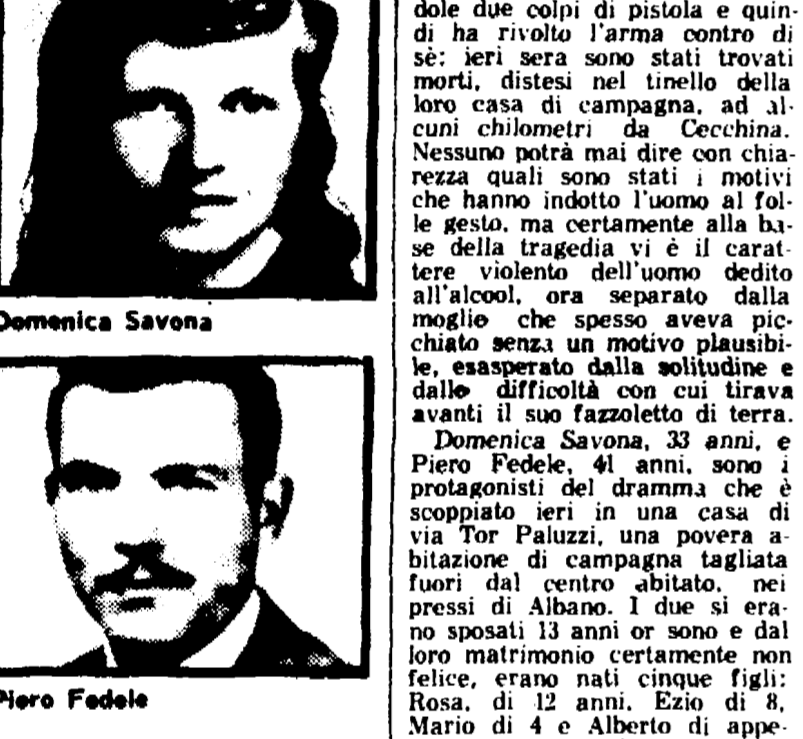 Domenica Savona
Piero Fedele
dole due colpi di pistola e quin-
di ha rivolto l'arma contro di
sè: ieri sera sono stati trovati
morti, distesi nel tinello della
loro casa di campagna, ad al-
cuni chilometri da Cecchina.
Nessuno potrà mai dire con chia-
rezza quali sono stati i motivi
che hanno indotto l'uomo al fol-
le gesto, ma certamente alla ba-
se della tragedia vi è il carat-
tere violento dell'uomo dedito
all'alcool, ora separato dalla
moglie che spesso aveva pic-
chiato senza un motivo plausibi-
le, esasperato dalla solitudine e
dalle difficoltà con cui tirava
avanti il suo fazzoletto di terra.
Domenica Savona, 33 anni, e
Piero Fedele, 41 anni, sono i
protagonisti del dramma che è
scoppiato ieri in una casa di
via Tor Paluzzi, una povera a-
bitazione di campagna tagliata
fuori dal centro abitato, nei
pressi di Albano. I due si era-
no sposati 13 anni or sono e dal
loro matrimonio certamente non
felice, erano nati cinque figli:
Rosa, di 12 anni, Ezio di 8,
Mario di 4 e Alberto di appe-